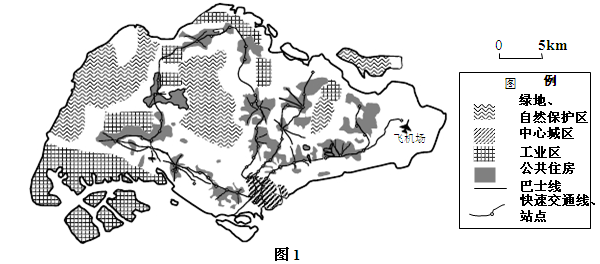 0 5km
图 例
绿地、
自然保护区
中心城区
工业区
公共住房
巴士线
快速交通线、
站点
飞机场
图 1